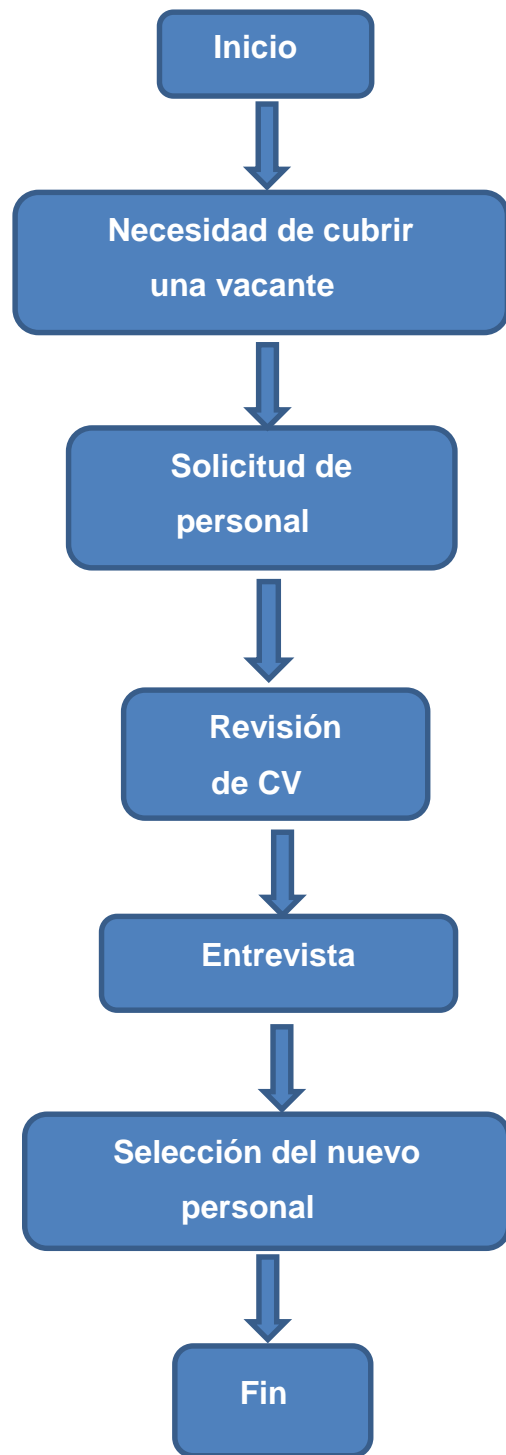 Inicio
Necesidad de cubrir
una vacante
Solicitud de
personal
Revisión
de CV
Entrevista
Selección del nuevo
personal
Fin